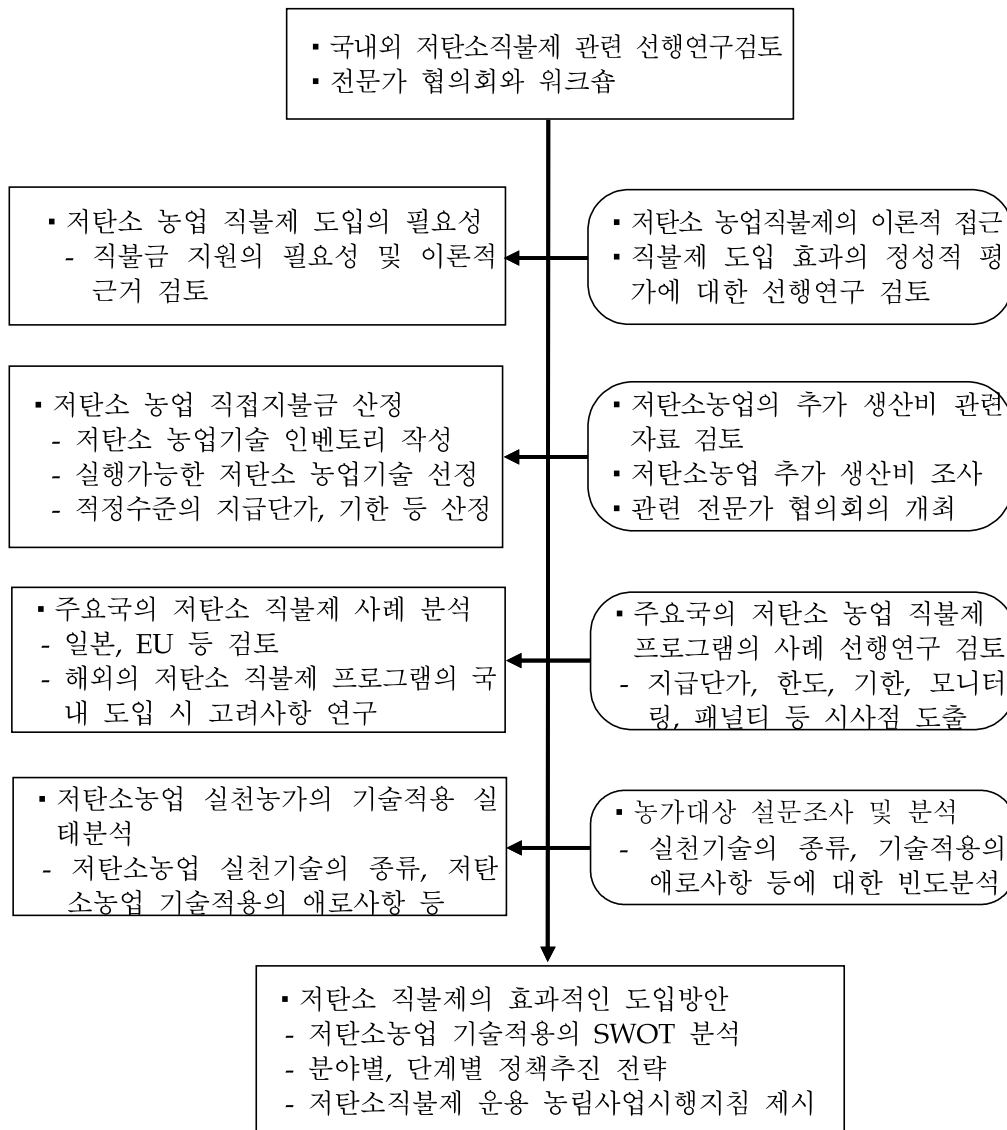 ▪ 국내외 저탄소직불제 관련 선행연구검토
▪ 전문가 협의회와 워크숍
▪ 저탄소 농업 직불제 도입의 필요성
- 직불금 지원의 필요성 및 이론적
근거 검토
▪ 저탄소 농업직불제의 이론적 접근
▪ 직불제 도입 효과의 정성적 평
가에 대한 선행연구 검토
▪ 저탄소 농업 직접지불금 산정
- 저탄소 농업기술 인벤토리 작성
- 실행가능한 저탄소 농업기술 선정
- 적정수준의 지급단가, 기한 등 산정
▪ 저탄소농업의 추가 생산비 관련
자료 검토
▪ 저탄소농업 추가 생산비 조사
▪ 관련 전문가 협의회의 개최
▪ 주요국의 저탄소 직불제 사례 분석
- 일본, EU 등 검토
- 해외의 저탄소 직불제 프로그램의 국
내 도입 시 고려사항 연구
▪ 주요국의 저탄소 농업 직불제
프로그램의 사례 선행연구 검토
- 지급단가, 한도, 기한, 모니터
링, 패널티 등 시사점 도출
▪ 저탄소농업 실천농가의 기술적용 실
태분석
- 저탄소농업 실천기술의 종류, 저탄
소농업 기술적용의 애로사항 등
▪ 농가대상 설문조사 및 분석
- 실천기술의 종류, 기술적용의
애로사항 등에 대한 빈도분석
▪ 저탄소 직불제의 효과적인 도입방안
- 저탄소농업 기술적용의 SWOT 분석
- 분야별, 단계별 정책추진 전략
- 저탄소직불제 운용 농림사업시행지침 제시